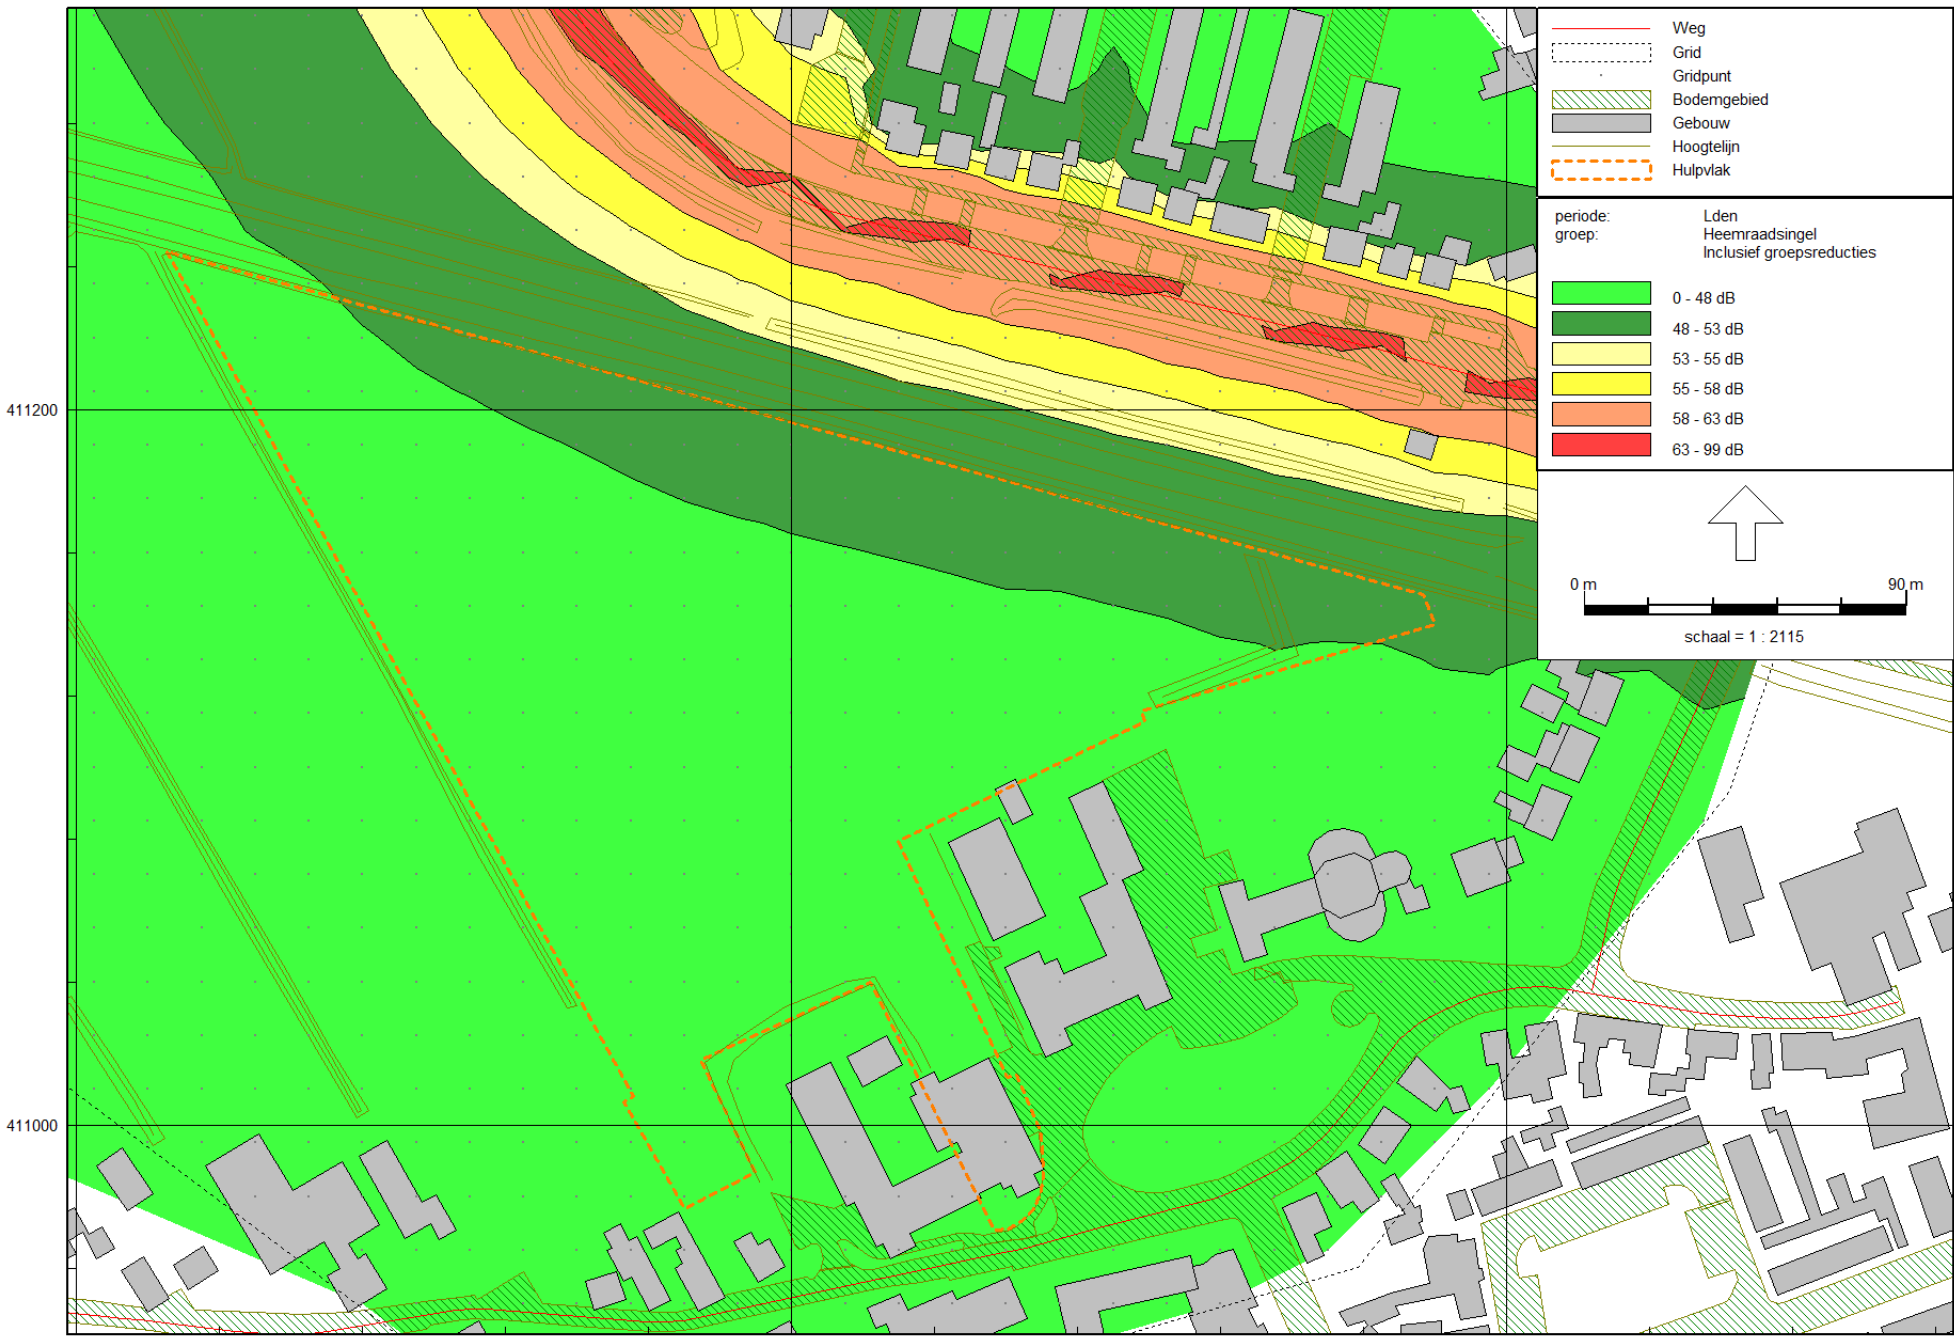 Weg
Grid
Gridpunt
Bodemgebied
Gebouw
Hoogtelijn
Hulpvlak
periode: Lden
groep: Heemraadsingel
Inclusief groepsreducties
0 - 48 dB
48 - 53 dB
53 - 55 dB
55 - 58 dB
58 - 63 dB
63 - 99 dB
0 m 90 m
schaal = 1 : 2115
411200
411000